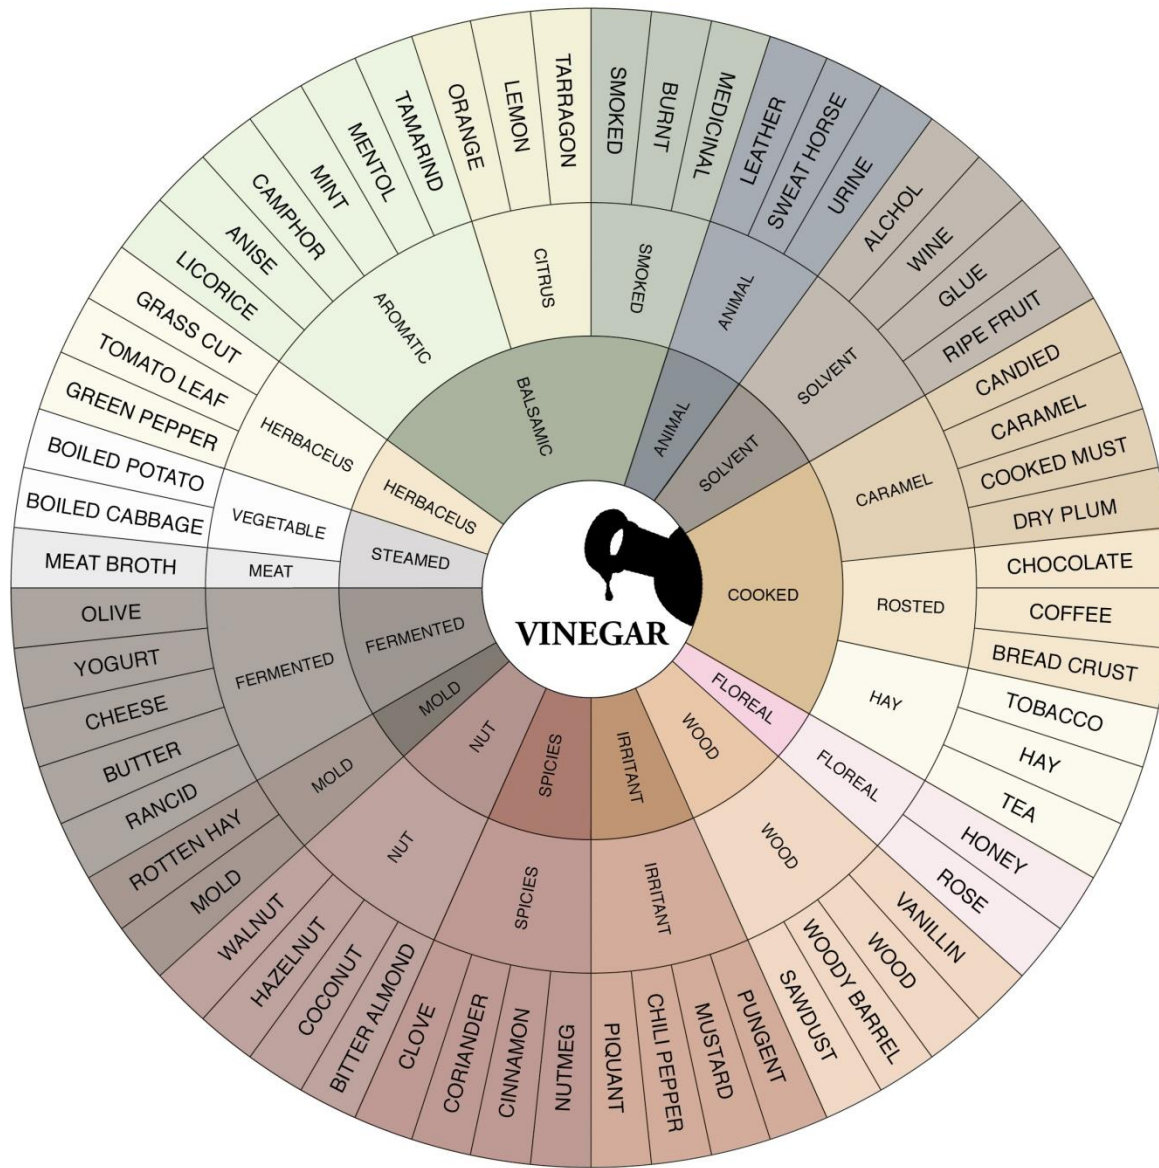 VINEGAR
BALSAMIC
ANIMAL
SOLVENT
COOKED
FLOREAL
WOOD
IRRITANT
SPICIES
NUT
MOLD
FERMENTED
STEAMED
HERBACEUS
SMOKED
ANIMAL
SOLVENT
CARAMEL
ROSTED
HAY
FLOREAL
WOOD
IRRITANT
SPICIES
NUT
MOLD
FERMENTED
MEAT
VEGETABLE
HERBACEUS
AROMATIC
CITRUS
SMOKED
BURNT
MEDICINAL
LEATHER
SWEAT HORSE
URINE
ALCHOL
WINE
GLUE
RIPE FRUIT
CANDIED
CARAMEL
COOKED MUST
DRY PLUM
CHOCOLATE
COFFEE
BREAD CRUST
TOBACCO
HAY
TEA
HONEY
ROSE
VANILLIN
WOOD
WOODY BARREL
SAWDUST
PUNGENT
MUSTARD
CHILI PEPPER
PIQUANT
NUTMEG
CINNAMON
CORIANDER
CLOVE
BITTER ALMOND
COCONUT
HAZELNUT
WALNUT
MOLD
ROTTEN HAY
RANCID
BUTTER
CHEESE
YOGURT
OLIVE
MEAT BROTH
BOILED CABBAGE
BOILED POTATO
GREEN PEPPER
TOMATO LEAF
GRASS CUT
LICORICE
ANISE
CAMPHOR
MINT
MENTOL
TAMARIND
ORANGE
LEMON
TARRAGON